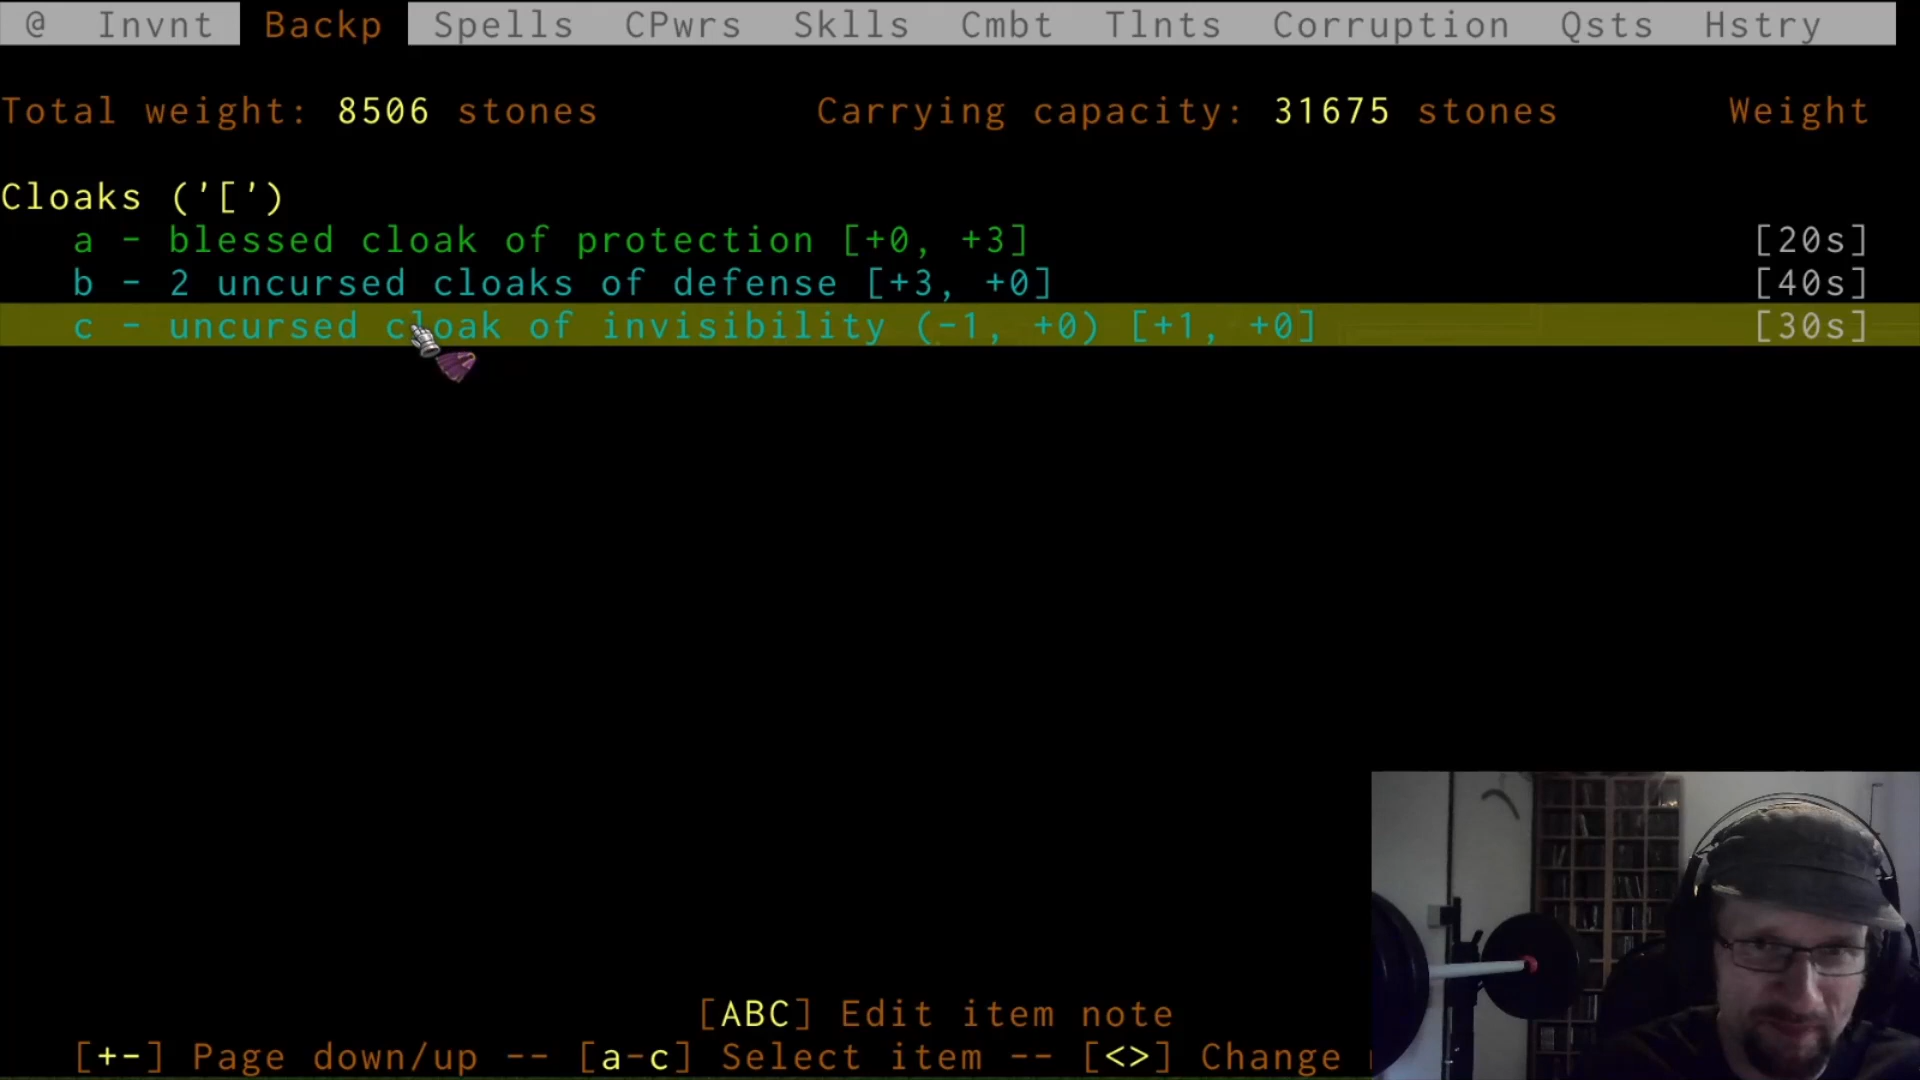 @ Invnt Backp Spells CPwrs Sklls Cmbt Tlnts Corruption Qsts Hstry
Total weight: 8506 stones Carrying capacity: 31675 stones Weight
Cloaks ('[')
a - blessed cloak of protection [+0, +3] [20s]
b - 2 uncursed cloaks of defense [+3, +0] [40s]
c - uncursed cloak of invisibility (-1, +0) [+1, +0] [30s]
[ABC] Edit item note
[+-] Page down/up -- [a-c] Select item -- [<>] Change